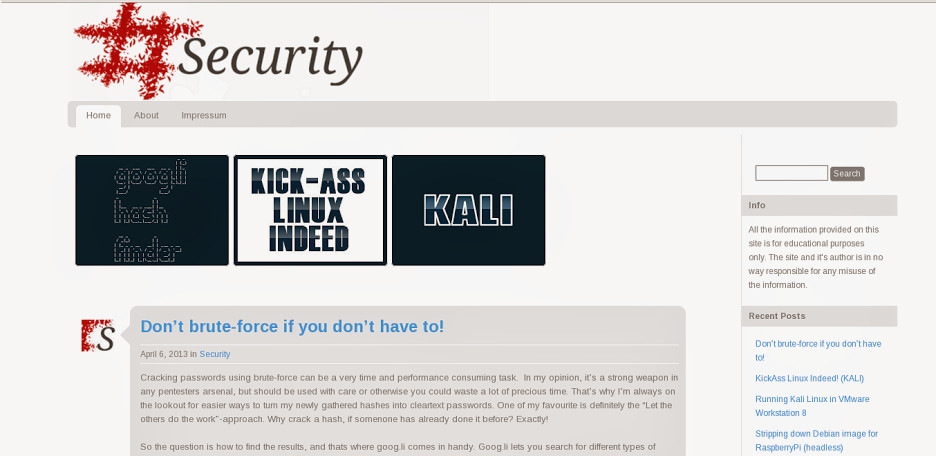 # Security
Home About Impressum
googli
hash
finder
KICK-ASS
LINUX
INDEED
KALI
Search
Info
All the information provided on this
site is for educational purposes
only. The site and it's author is in no
way responsible for any misuse of
the information.
Recent Posts
Don't brute-force if you don't have
to!
KickAss Linux Indeed! (KALI)
Running Kali Linux in VMware
Workstation 8
Stripping down Debian image for
RaspberryPi (headless)
S
Don't brute-force if you don't have to!
April 6, 2013 in Security
Cracking passwords using brute-force can be a very time and performance consuming task. In my opinion, it's a strong weapon in
any pentesters arsenal, but should be used with care or otherwise you could waste a lot of precious time. That's why I'm always on
the lookout for easier ways to turn my newly gathered hashes into cleartext passwords. One of my favourite is definitely the “Let the
others do the work”-approach. Why crack a hash, if somenone has already done it before? Exactly!
So the question is how to find the results, and thats where goog.li comes in handy. Goog.li lets you search for different types of